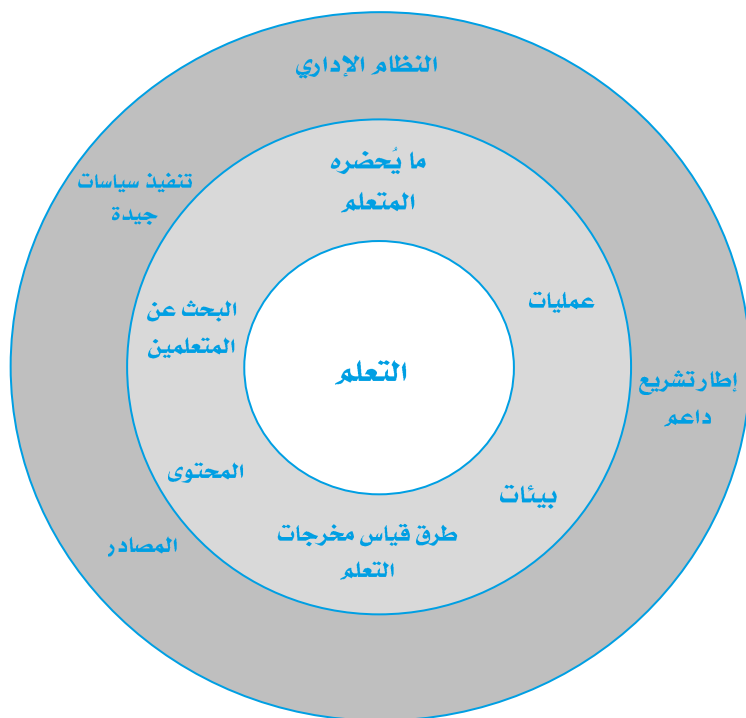 النظام الإداري
ما يُحضره
المتعلم
تنفيذ سياسات
جيدة
عمليات
البحث عن
المتعلمين
التعلم
إطار تشريع
داعم
المحتوى
بيئات
طرق قياس مخرجات
التعلم
المصادر